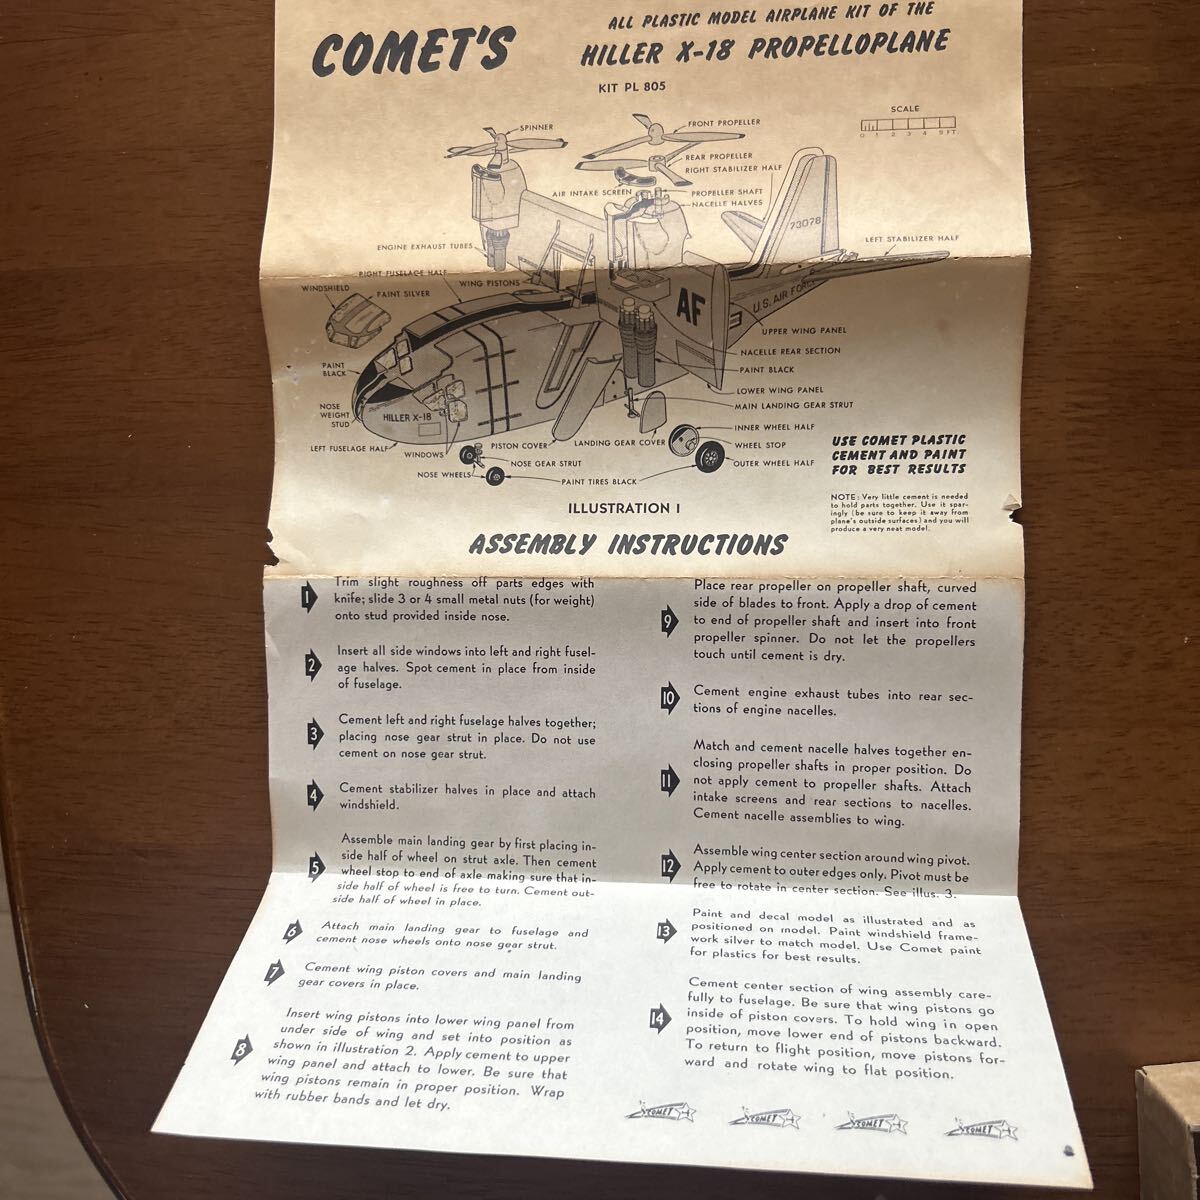 COMET'S
ALL PLASTIC MODEL AIRPLANE KIT OF THE
HILLER X-18 PROPELLOPLANE
KIT PL 805
SCALE
0 1 2 3 4 5 FT.
SPINNER
FRONT PROPELLER
REAR PROPELLER
RIGHT STABILIZER HALF
AIR INTAKE SCREEN
PROPELLER SHAFT
NACELLE HALVES
73078
LEFT STABILIZER HALF
ENGINE EXHAUST TUBES
RIGHT FUSELAGE HALF
WING PISTONS
WINDSHIELD
PAINT SILVER
AF
U.S. AIR FORCE
UPPER WING PANEL
NACELLE REAR SECTION
PAINT BLACK
PAINT
BLACK
LOWER WING PANEL
MAIN LANDING GEAR STRUT
NOSE
WEIGHT
STUD
HILLER X-18
INNER WHEEL HALF
LEFT FUSELAGE HALF
WINDOWS
PISTON COVER
LANDING GEAR COVER
WHEEL STOP
NOSE GEAR STRUT
OUTER WHEEL HALF
NOSE WHEELS
PAINT TIRES BLACK
USE COMET PLASTIC
CEMENT AND PAINT
FOR BEST RESULTS
NOTE: Very little cement is needed
to hold parts together. Use it spar-
ingly (be sure to keep it away from
plane's outside surfaces) and you will
produce a very neat model.
ILLUSTRATION 1
ASSEMBLY INSTRUCTIONS
1 Trim slight roughness off parts edges with
knife; slide 3 or 4 small metal nuts (for weight)
onto stud provided inside nose.
2 Insert all side windows into left and right fusel-
age halves. Spot cement in place from inside
of fuselage.
3 Cement left and right fuselage halves together;
placing nose gear strut in place. Do not use
cement on nose gear strut.
4 Cement stabilizer halves in place and attach
windshield.
5 Assemble main landing gear by first placing in-
side half of wheel on strut axle. Then cement
wheel stop to end of axle making sure that in-
side half of wheel is free to turn. Cement out-
side half of wheel in place.
6 Attach main landing gear to fuselage and
cement nose wheels onto nose gear strut.
7 Cement wing piston covers and main landing
gear covers in place.
8 Insert wing pistons into lower wing panel from
under side of wing and set into position as
shown in illustration 2. Apply cement to upper
wing panel and attach to lower. Be sure that
wing pistons remain in proper position. Wrap
with rubber bands and let dry.
9 Place rear propeller on propeller shaft, curved
side of blades to front. Apply a drop of cement
to end of propeller shaft and insert into front
propeller spinner. Do not let the propellers
touch until cement is dry.
10 Cement engine exhaust tubes into rear sec-
tions of engine nacelles.
11 Match and cement nacelle halves together en-
closing propeller shafts in proper position. Do
not apply cement to propeller shafts. Attach
intake screens and rear sections to nacelles.
Cement nacelle assemblies to wing.
12 Assemble wing center section around wing pivot.
Apply cement to outer edges only. Pivot must be
free to rotate in center section. See illus. 3.
13 Paint and decal model as illustrated and as
positioned on model. Paint windshield frame-
work silver to match model. Use Comet paint
for plastics for best results.
14 Cement center section of wing assembly care-
fully to fuselage. Be sure that wing pistons go
inside of piston covers. To hold wing in open
position, move lower end of pistons backward.
To return to flight position, move pistons for-
ward and rotate wing to flat position.
COMET COMET COMET COMET